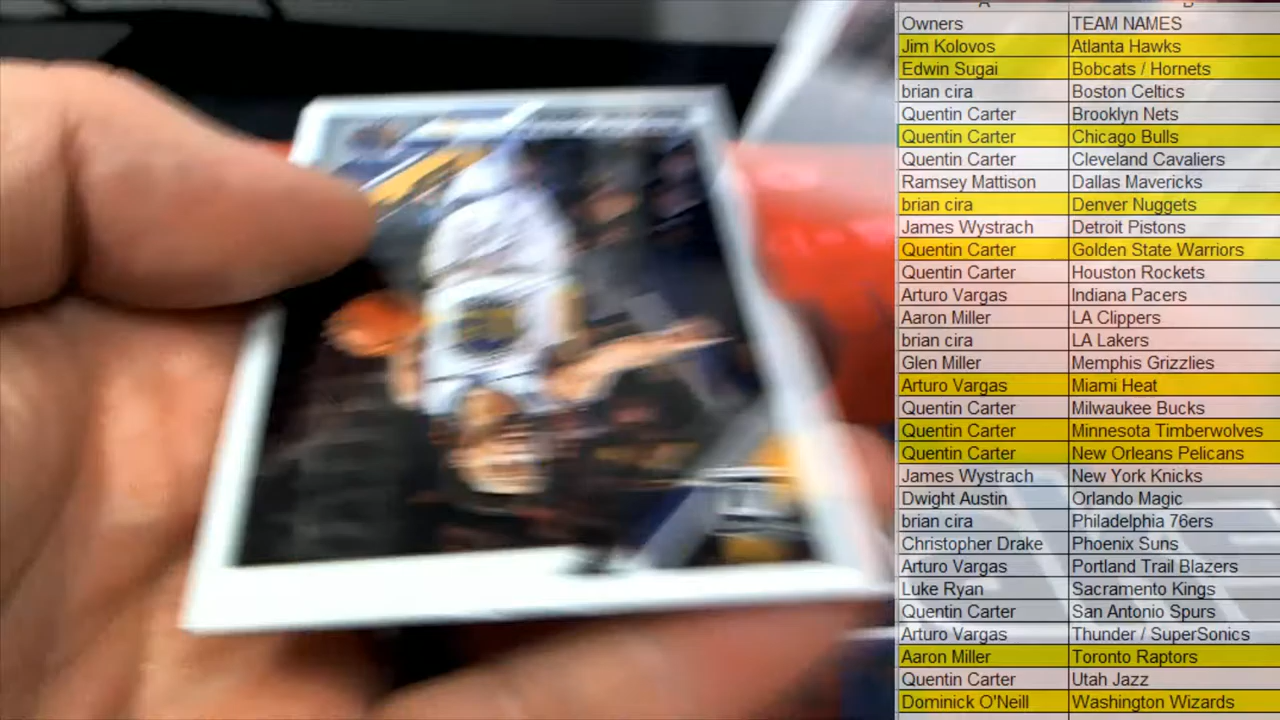 Owners TEAM NAMES
Jim Kolovos Atlanta Hawks
Edwin Sugai Bobcats / Hornets
brian cira Boston Celtics
Quentin Carter Brooklyn Nets
Quentin Carter Chicago Bulls
Quentin Carter Cleveland Cavaliers
Ramsey Mattison Dallas Mavericks
brian cira Denver Nuggets
James Wystrach Detroit Pistons
Quentin Carter Golden State Warriors
Quentin Carter Houston Rockets
Arturo Vargas Indiana Pacers
Aaron Miller LA Clippers
brian cira LA Lakers
Glen Miller Memphis Grizzlies
Arturo Vargas Miami Heat
Quentin Carter Milwaukee Bucks
Quentin Carter Minnesota Timberwolves
Quentin Carter New Orleans Pelicans
James Wystrach New York Knicks
Dwight Austin Orlando Magic
brian cira Philadelphia 76ers
Christopher Drake Phoenix Suns
Arturo Vargas Portland Trail Blazers
Luke Ryan Sacramento Kings
Quentin Carter San Antonio Spurs
Arturo Vargas Thunder / SuperSonics
Aaron Miller Toronto Raptors
Quentin Carter Utah Jazz
Dominick O'Neill Washington Wizards